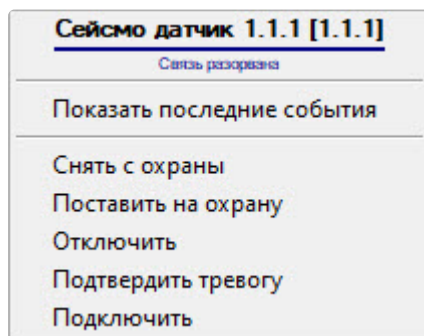 Сейсмо датчик 1.1.1 [1.1.1]
Связь разорвана
Показать последние события
Снять с охраны
Поставить на охрану
Отключить
Подтвердить тревогу
Подключить